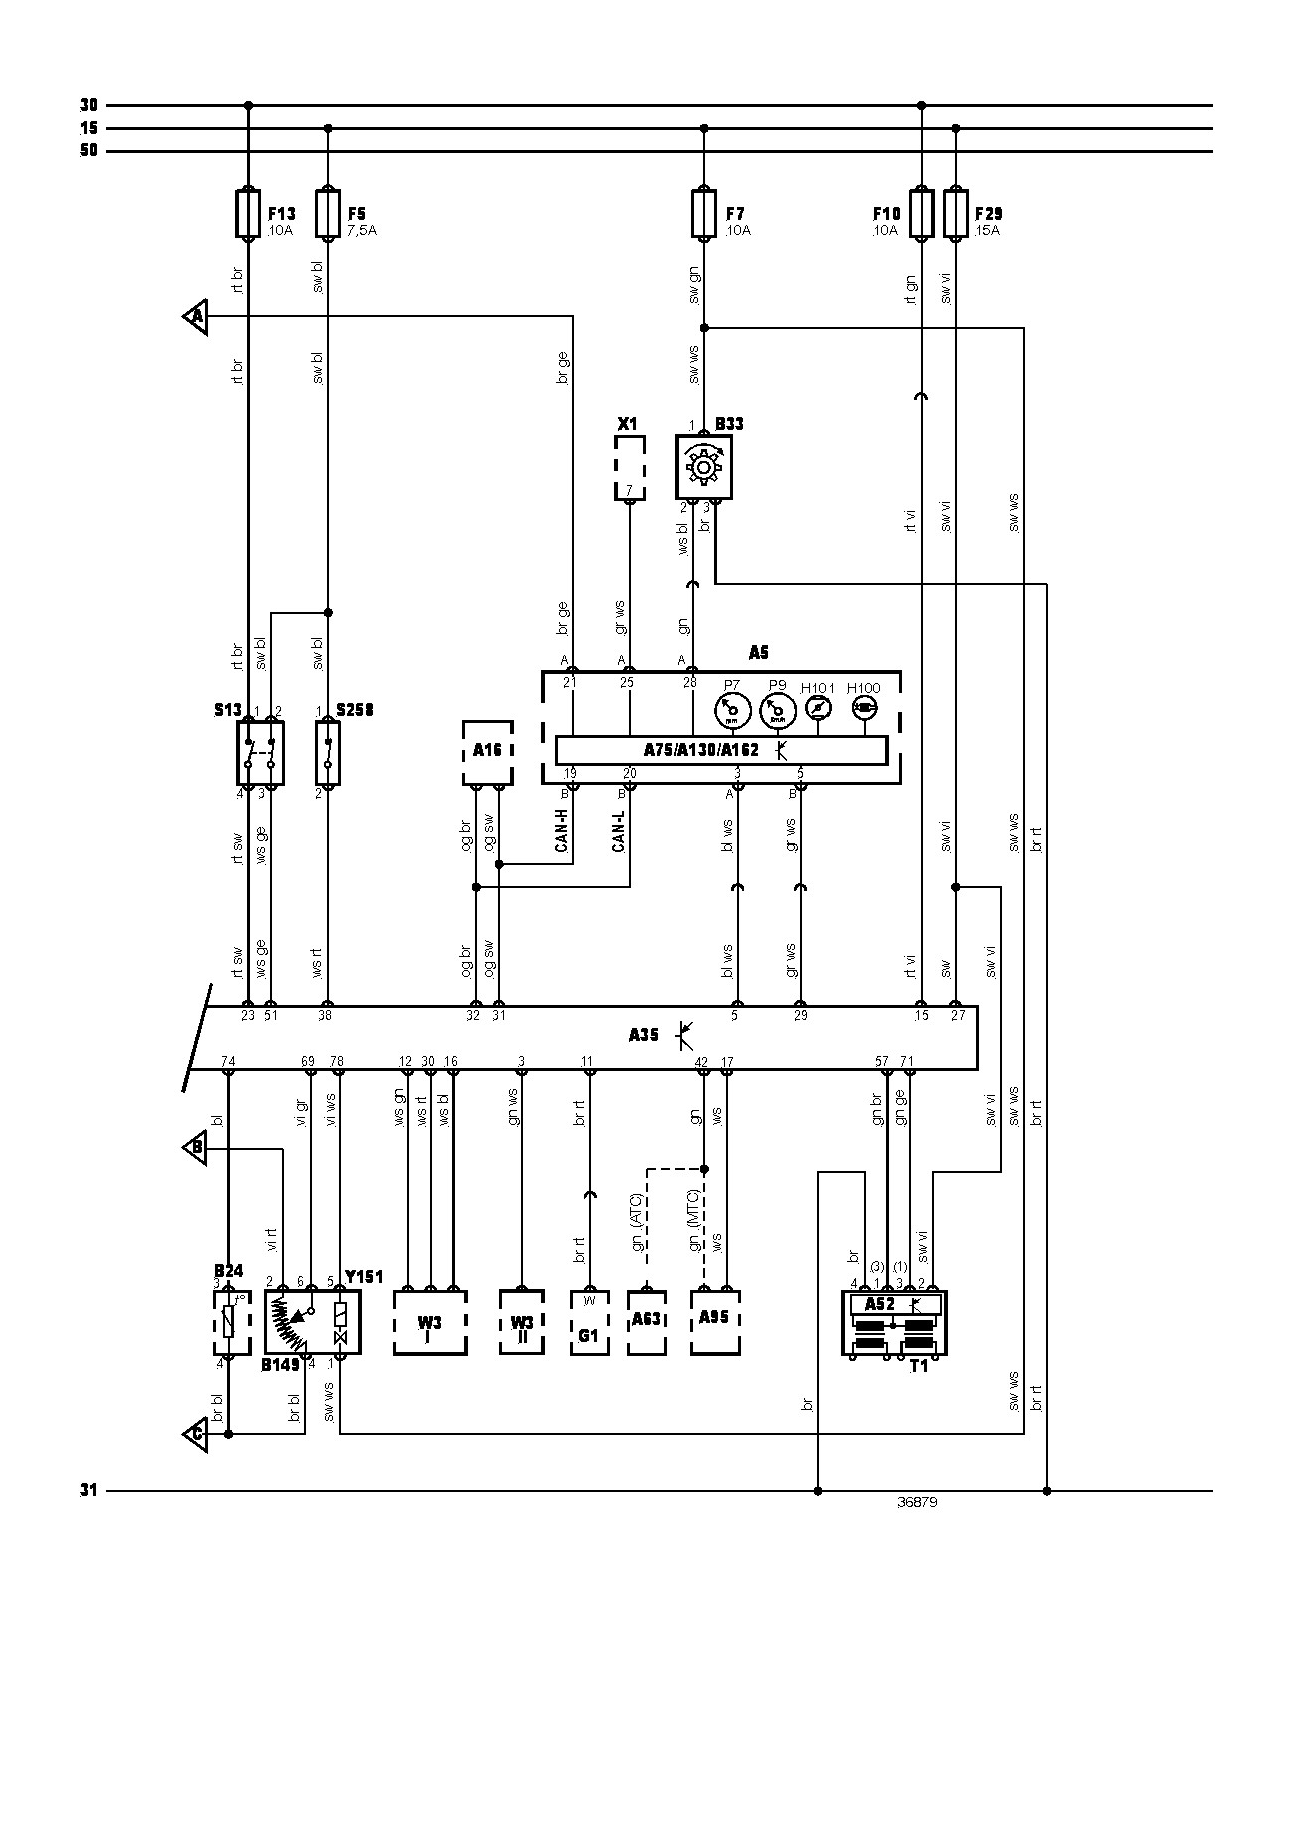 30
15
50
F13 F5 F7 F10 F29
10A 7,5A 10A 10A 15A
rt br sw bl sw gn rt gn sw vi
A
rt br sw bl br ge sw ws
X1 1 B33
7 2 3
ws bl br rt vi sw vi sw ws
br ge gr ws gn
rt br sw bl sw bl
A A A A5
21 25 28 P7 P9 H101 H100
r/min km/h
S13 1 2 1 S258
A16 A75/A130/A162
19 20 3 5
4 3 2 B B A B
rt sw ws ge og br og sw CAN-H CAN-L bl ws gr ws sw vi sw ws br rt
rt sw ws ge ws rt og br og sw bl ws gr ws rt vi sw sw vi
23 51 38 32 31 5 29 15 27
A35
74 69 78 12 30 16 3 11 42 17 57 71
bl vi gr vi ws ws gn ws rt ws bl gn ws br rt gn ws gn br gn ge sw vi sw ws br rt
B
vi rt br rt gn (ATC) gn (MTC) ws br sw vi
(3) (1)
B24 Y151
3 2 6 5 4 1 3 2
t° W A52
W3 W3 G1 A63 A95
I II
4 B149 4 1 T1
br bl br bl sw ws br sw ws br rt
C
31
36879